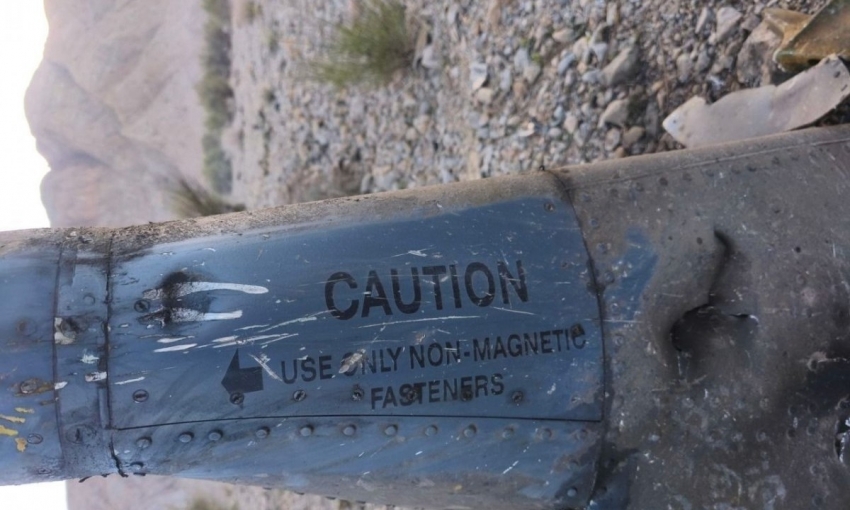 CAUTION
USE ONLY NON-MAGNETIC
FASTENERS